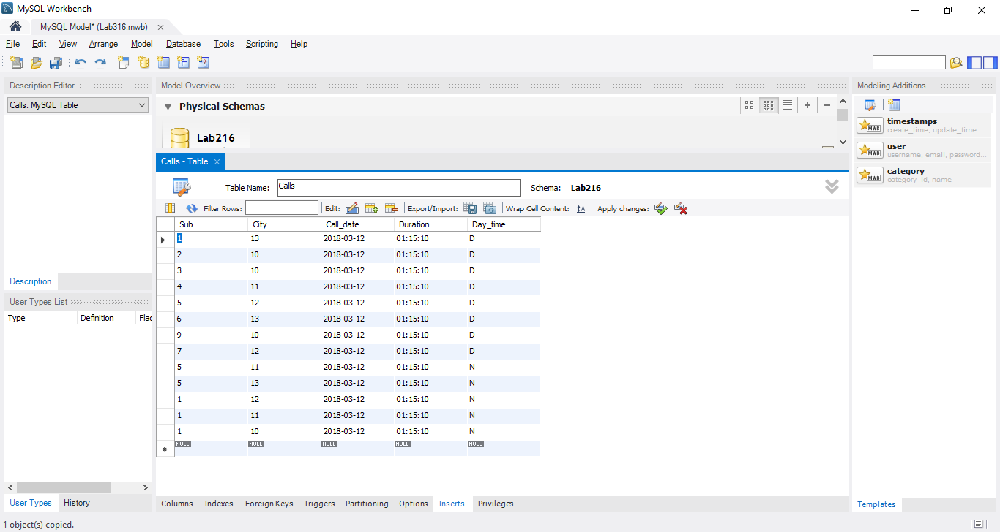 MySQL Workbench
MySQL Model* (Lab316.mwb)
File Edit View Arrange Model Database Tools Scripting Help
Description Editor
Calls: MySQL Table
Description
User Types List
Type Definition Flag
User Types History
Model Overview
Physical Schemas
Lab216
Calls - Table
Table Name: Calls Schema: Lab216
Filter Rows: Edit: Export/Import: Wrap Cell Content: Apply changes:
Sub City Call_date Duration Day_time
1 13 2018-03-12 01:15:10 D
2 10 2018-03-12 01:15:10 D
3 10 2018-03-12 01:15:10 D
4 11 2018-03-12 01:15:10 D
5 12 2018-03-12 01:15:10 D
6 13 2018-03-12 01:15:10 D
9 10 2018-03-12 01:15:10 D
7 12 2018-03-12 01:15:10 D
5 11 2018-03-12 01:15:10 N
5 13 2018-03-12 01:15:10 N
1 12 2018-03-12 01:15:10 N
1 11 2018-03-12 01:15:10 N
1 10 2018-03-12 01:15:10 N
NULL NULL NULL NULL NULL
Columns Indexes Foreign Keys Triggers Partitioning Options Inserts Privileges
Modeling Additions
MWB timestamps
create_time, update_time
MWB user
username, email, password...
MWB category
category_id, name
Templates
1 object(s) copied.